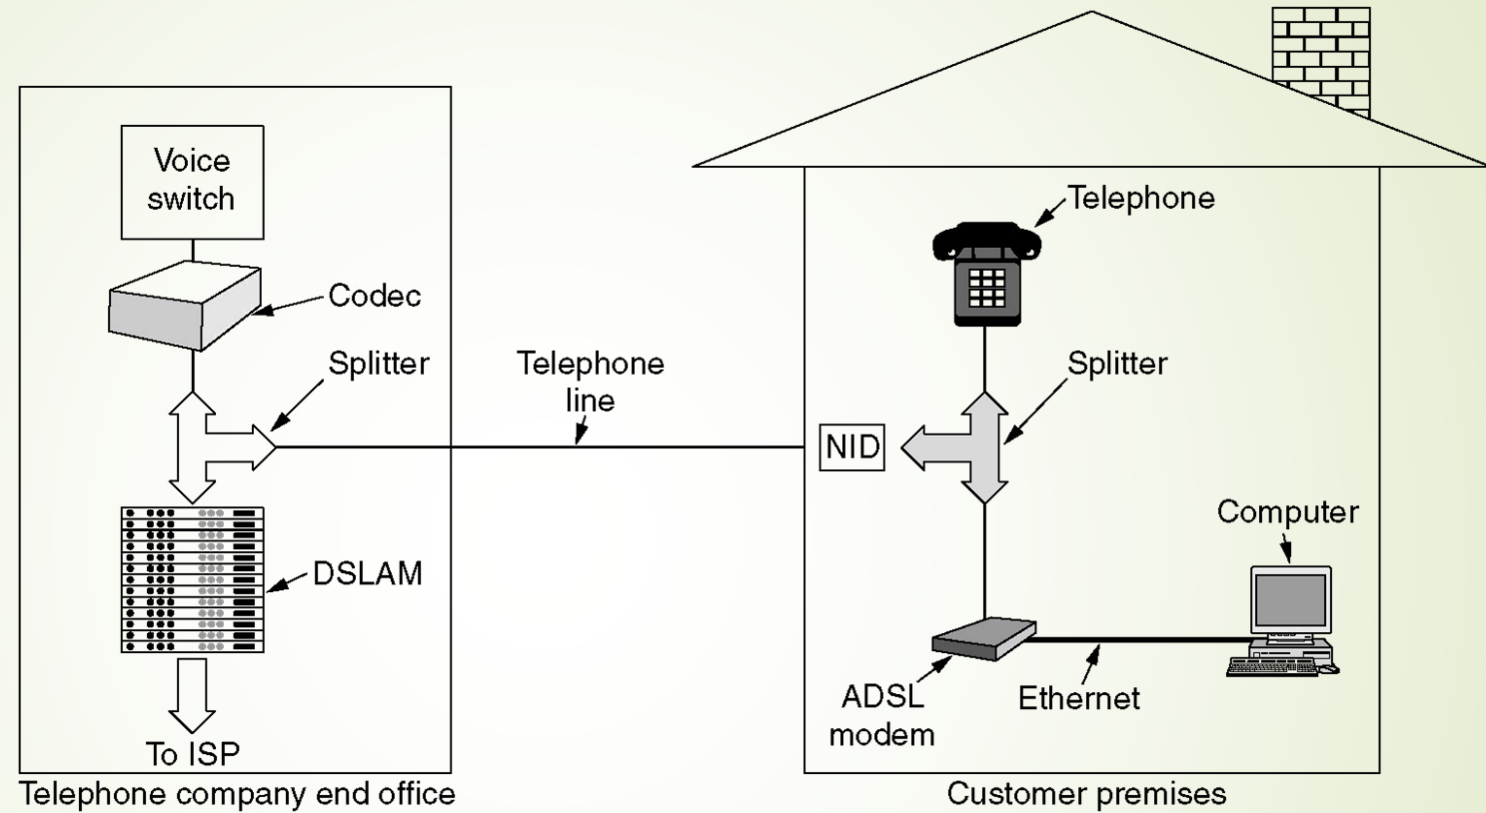 Voice
switch
Codec
Splitter
DSLAM
To ISP
Telephone company end office
Telephone
line
Telephone
Splitter
NID
Computer
ADSL
modem
Ethernet
Customer premises